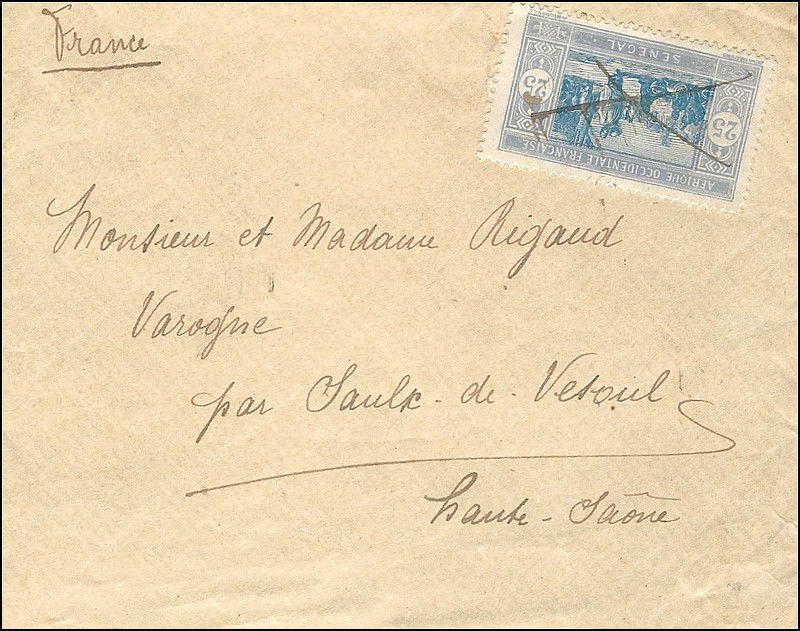 France
SENEGAL
25 25
AFRIQUE OCCIDENTALE FRANÇAISE
Monsieur et Madame Rigaud
Varogne
par Saulx-de-Vesoul
Haute-Saône